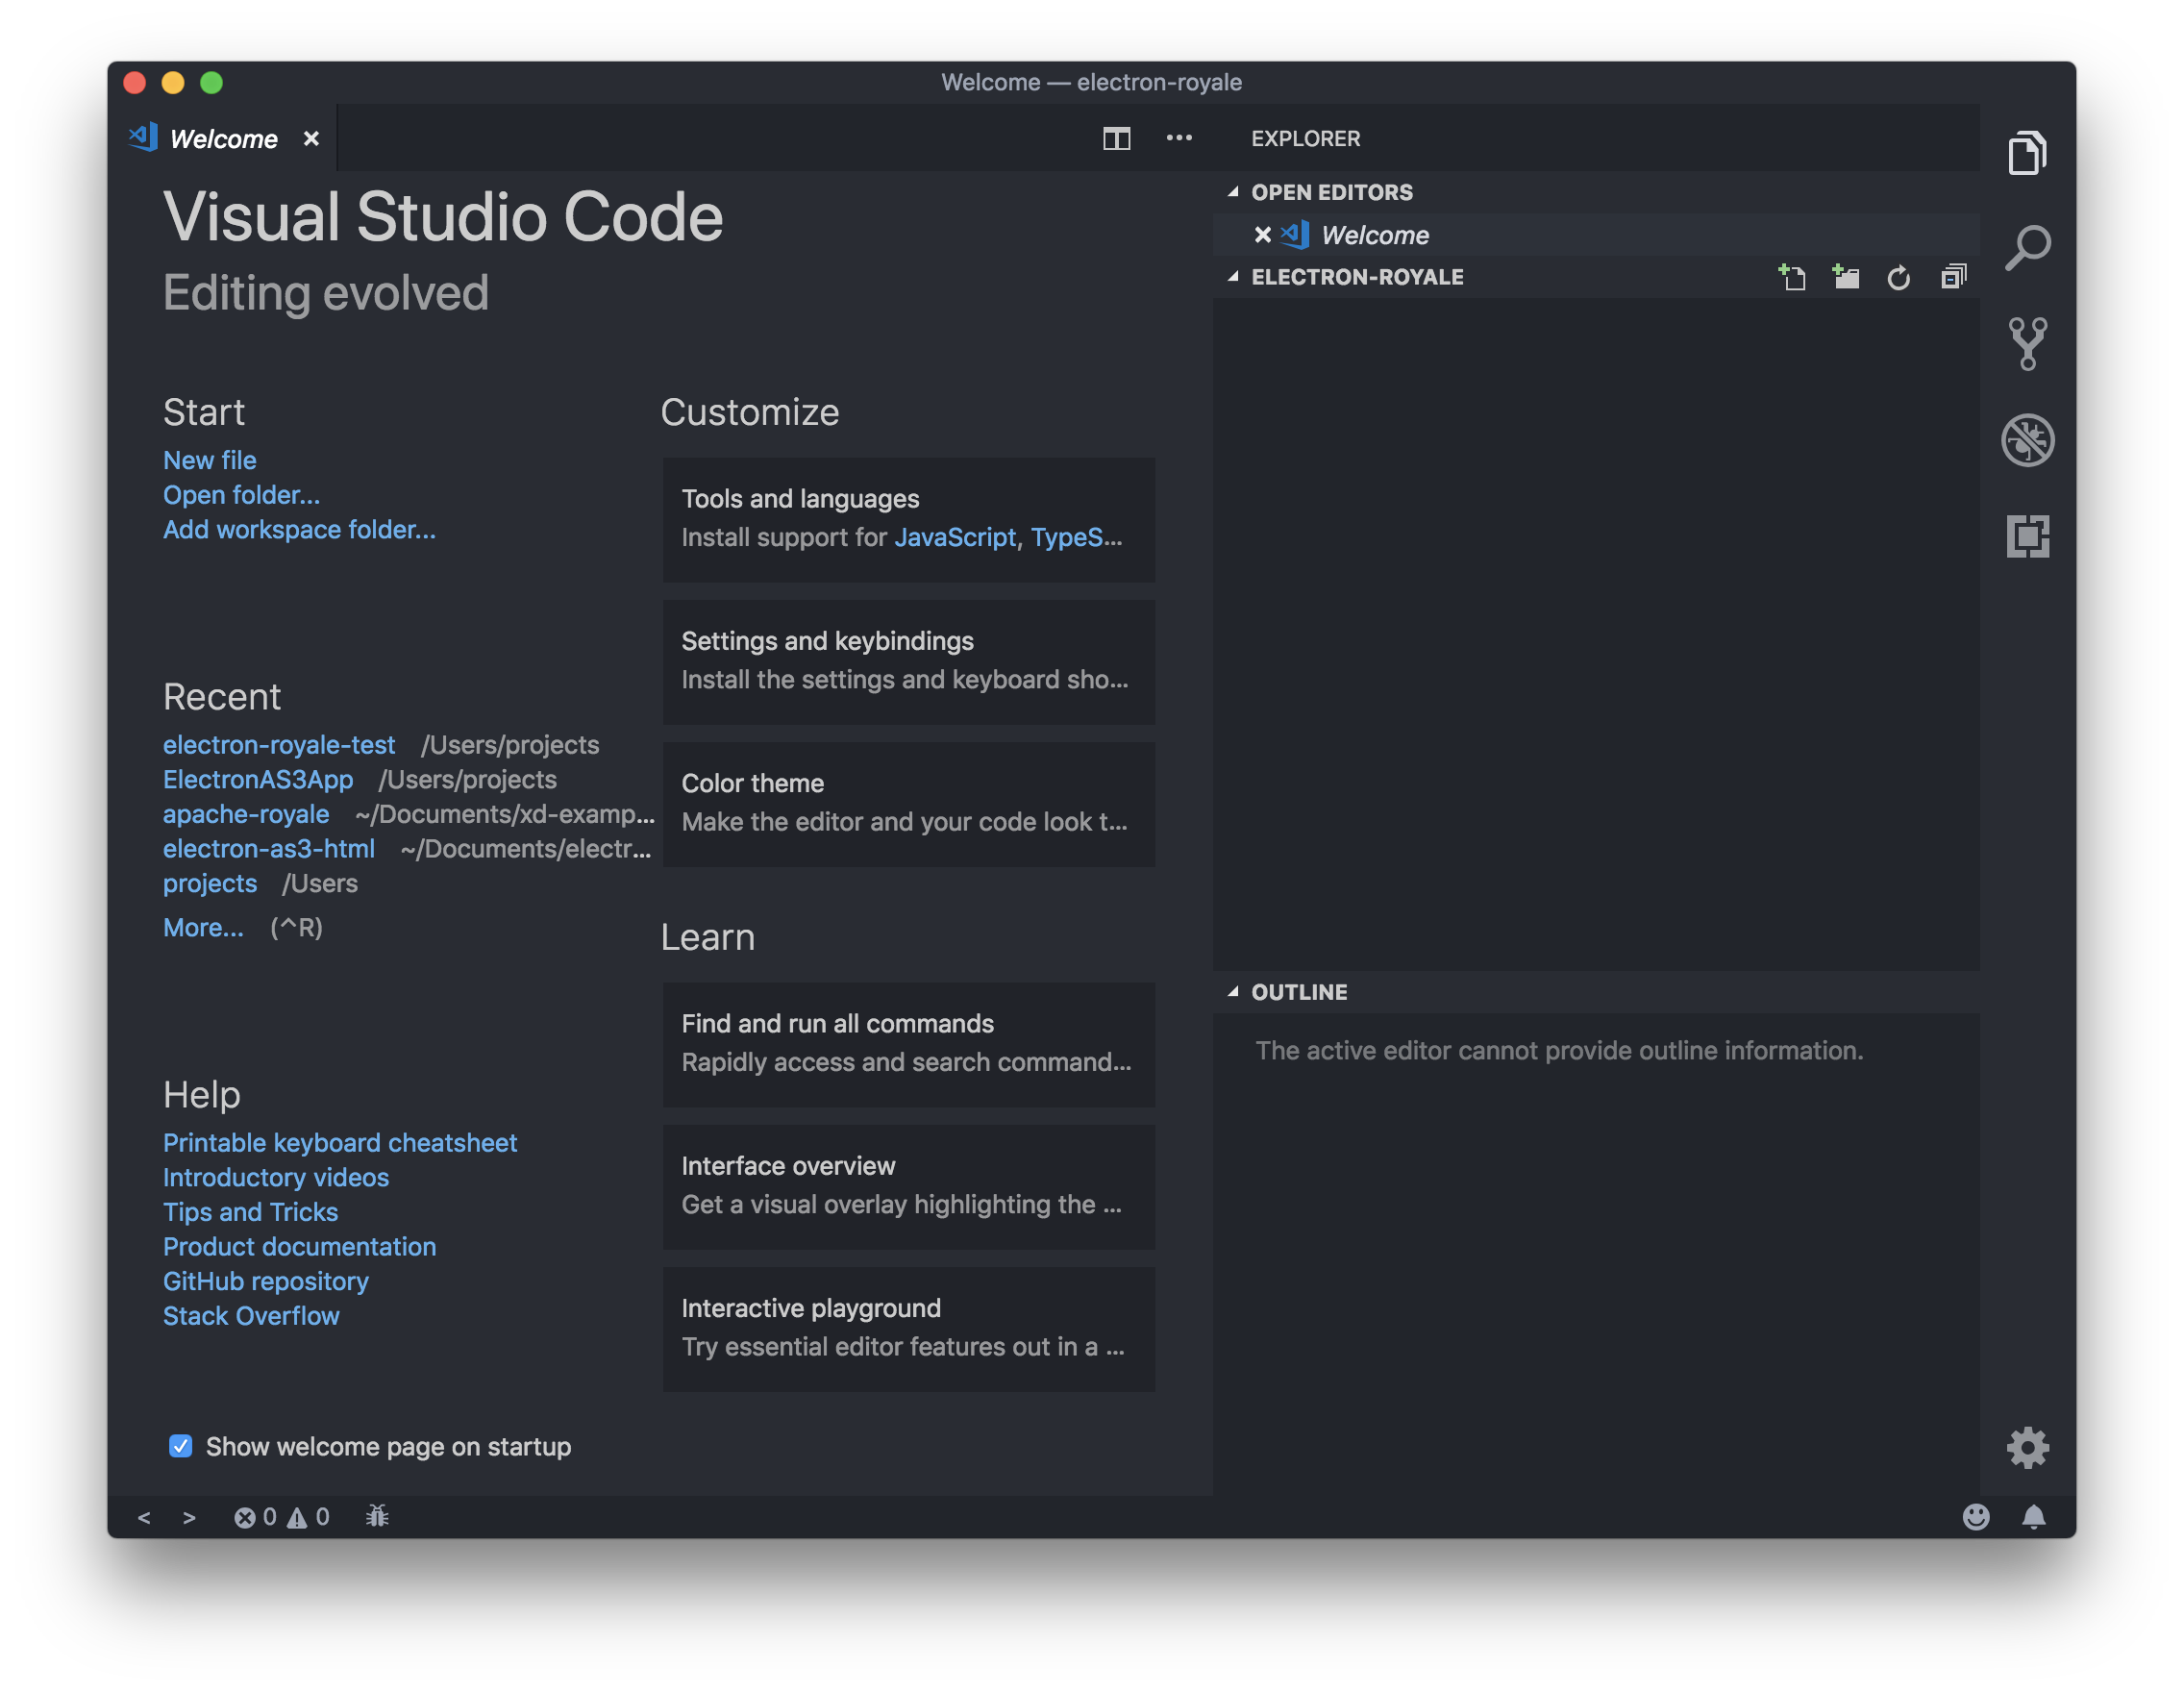 Welcome — electron-royale
Welcome
Visual Studio Code
Editing evolved
Start
New file
Open folder...
Add workspace folder...
Recent
electron-royale-test /Users/projects
ElectronAS3App /Users/projects
apache-royale ~/Documents/xd-examp...
electron-as3-html ~/Documents/electr...
projects /Users
More... (^R)
Help
Printable keyboard cheatsheet
Introductory videos
Tips and Tricks
Product documentation
GitHub repository
Stack Overflow
Show welcome page on startup
Customize
Tools and languages
Install support for JavaScript, TypeS...
Settings and keybindings
Install the settings and keyboard sho...
Color theme
Make the editor and your code look t...
Learn
Find and run all commands
Rapidly access and search command...
Interface overview
Get a visual overlay highlighting the ...
Interactive playground
Try essential editor features out in a ...
EXPLORER
OPEN EDITORS
Welcome
ELECTRON-ROYALE
OUTLINE
The active editor cannot provide outline information.
< > 0 0